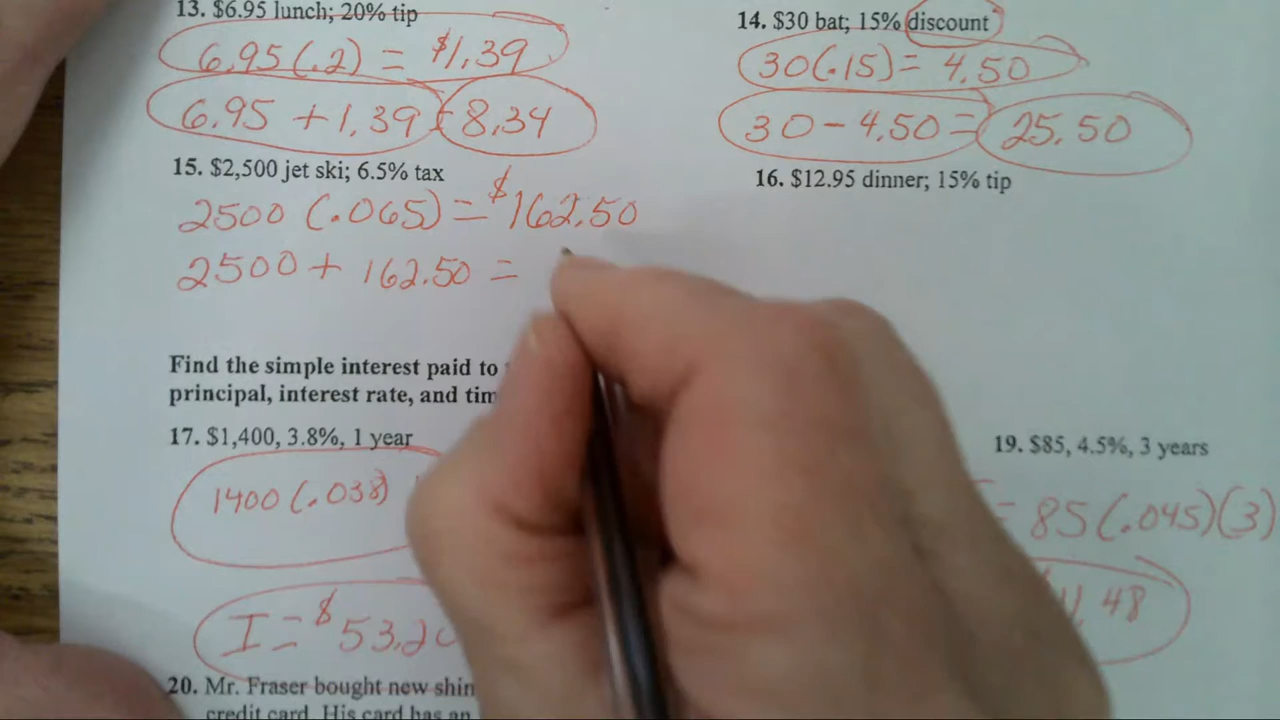 13. $6.95 lunch; 20% tip
6.95(.2) = $1.39
6.95 + 1.39 = 8.34
14. $30 bat; 15% discount
30(.15) = 4.50
30 - 4.50 = 25.50
15. $2,500 jet ski; 6.5% tax
2500 (.065) = $162.50
2500 + 162.50 =
16. $12.95 dinner; 15% tip
Find the simple interest paid to
principal, interest rate, and tim
17. $1,400, 3.8%, 1 year
1400 (.038)
I = $53.20
19. $85, 4.5%, 3 years
= 85(.045)(3)
.48
20. Mr. Fraser bought new shin
credit card. His card has an